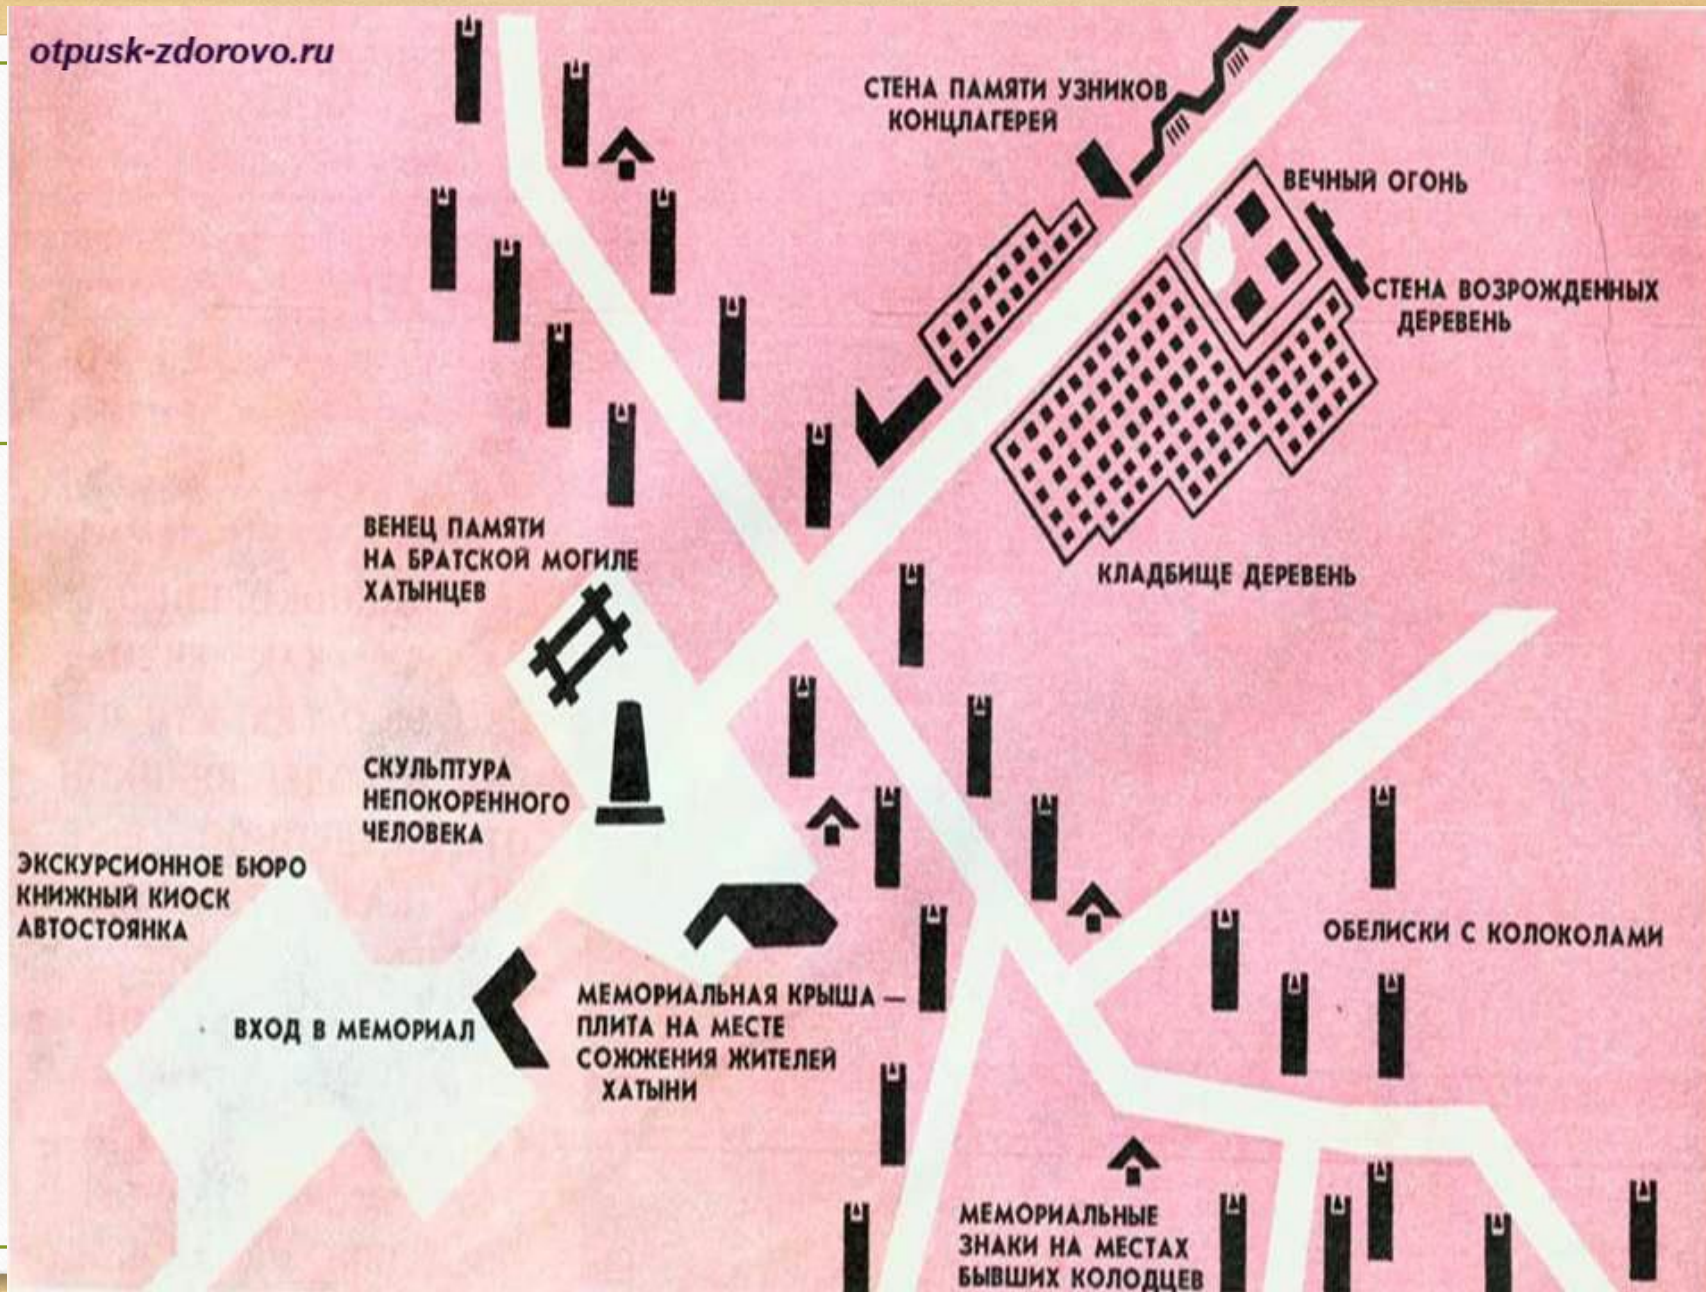 otpusk-zdorovo.ru
СТЕНА ПАМЯТИ УЗНИКОВ
КОНЦЛАГЕРЕЙ
ВЕЧНЫЙ ОГОНЬ
СТЕНА ВОЗРОЖДЕННЫХ
ДЕРЕВЕНЬ
ВЕНЕЦ ПАМЯТИ
НА БРАТСКОЙ МОГИЛЕ
ХАТЫНЦЕВ
КЛАДБИЩЕ ДЕРЕВЕНЬ
СКУЛЬПТУРА
НЕПОКОРЕННОГО
ЧЕЛОВЕКА
ЭКСКУРСИОННОЕ БЮРО
КНИЖНЫЙ КИОСК
АВТОСТОЯНКА
ОБЕЛИСКИ С КОЛОКОЛАМИ
ВХОД В МЕМОРИАЛ
МЕМОРИАЛЬНАЯ КРЫША —
ПЛИТА НА МЕСТЕ
СОЖЖЕНИЯ ЖИТЕЛЕЙ
ХАТЫНИ
МЕМОРИАЛЬНЫЕ
ЗНАКИ НА МЕСТАХ
БЫВШИХ КОЛОДЦЕВ